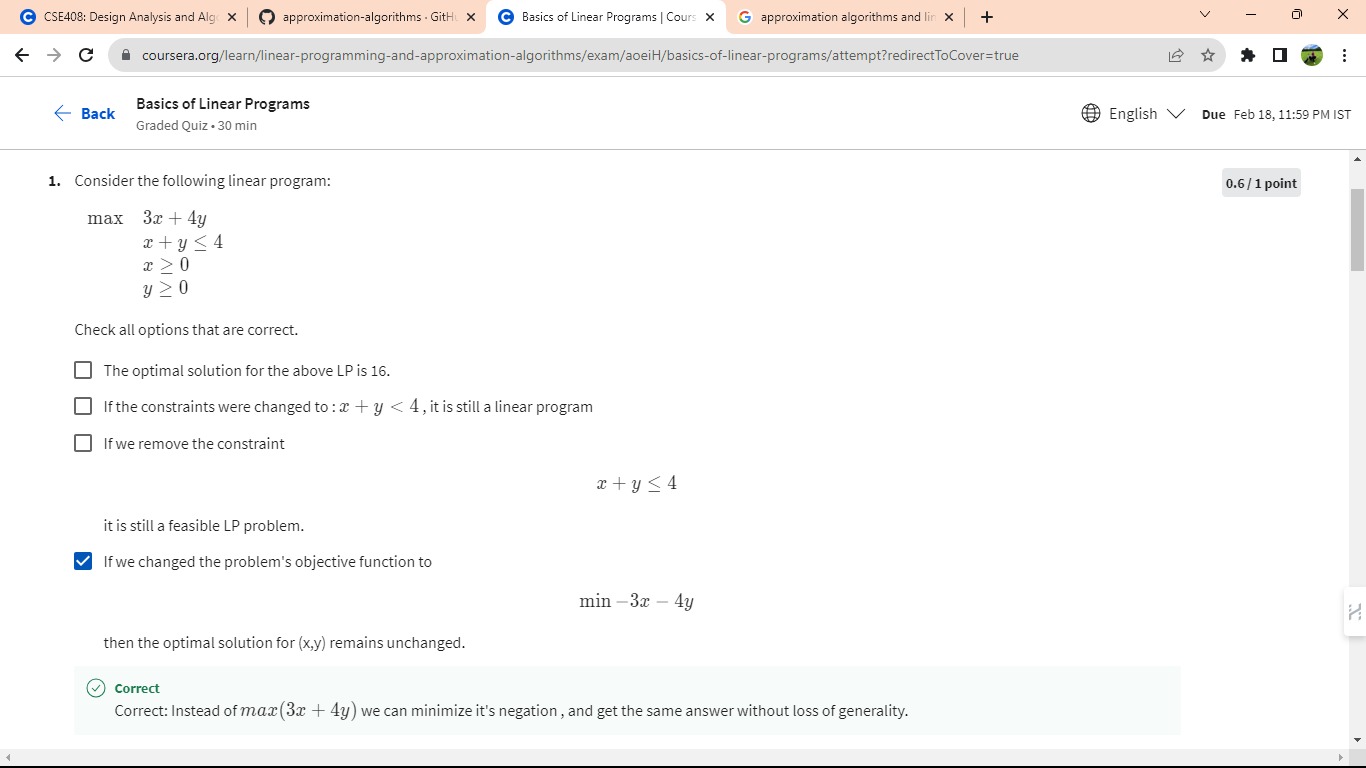 CSE408: Design Analysis and Alg
approximation-algorithms · GitHu
Basics of Linear Programs | Cours
approximation algorithms and lin
coursera.org/learn/linear-programming-and-approximation-algorithms/exam/aoeiH/basics-of-linear-programs/attempt?redirectToCover=true
Back
Basics of Linear Programs
Graded Quiz • 30 min
English
Due Feb 18, 11:59 PM IST
1. Consider the following linear program:
0.6 / 1 point
max 3x + 4y
x + y ≤ 4
x ≥ 0
y ≥ 0
Check all options that are correct.
The optimal solution for the above LP is 16.
If the constraints were changed to : x + y < 4 , it is still a linear program
If we remove the constraint
x + y ≤ 4
it is still a feasible LP problem.
If we changed the problem's objective function to
min −3x − 4y
then the optimal solution for (x,y) remains unchanged.
Correct
Correct: Instead of max(3x + 4y) we can minimize it's negation , and get the same answer without loss of generality.